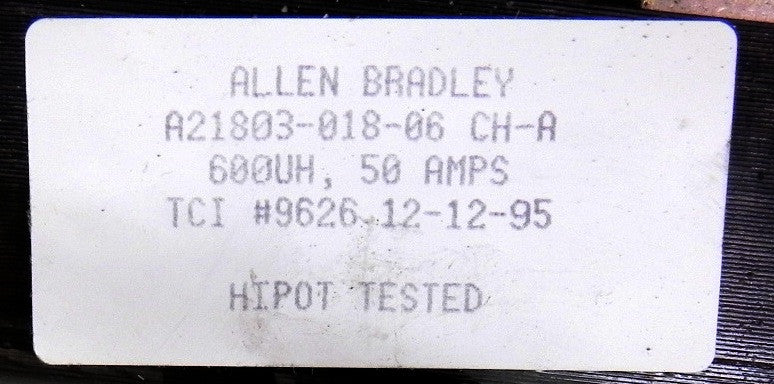 ALLEN BRADLEY
A21803-018-06 CH-A
600UH, 50 AMPS
TCI #9626 12-12-95
HIPOT TESTED